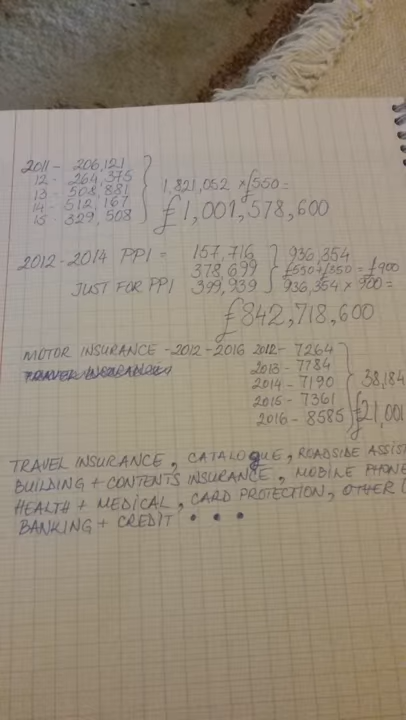 2011 - 206,121
12 - 264,375
13 - 508,881
14 - 512,167
15 - 329,508
1,821,052 × £550 =
£1,001,578,600
2012-2014 PPI = 157,716
378,699
JUST FOR PPI 399,939
936,354
£550 + £350 = £900
936,354 × 900 =
£842,718,600
MOTOR INSURANCE - 2012-2016 2012 - 7264
2013 - 7784
2014 - 7190
2015 - 7361
2016 - 8585
38,184
£21,001
TRAVEL INSURANCE, CATALOGUE, ROADSIDE ASSIST
BUILDING + CONTENTS INSURANCE, MOBILE PHONE
HEALTH + MEDICAL, CARD PROTECTION, OTHER
BANKING + CREDIT • • •